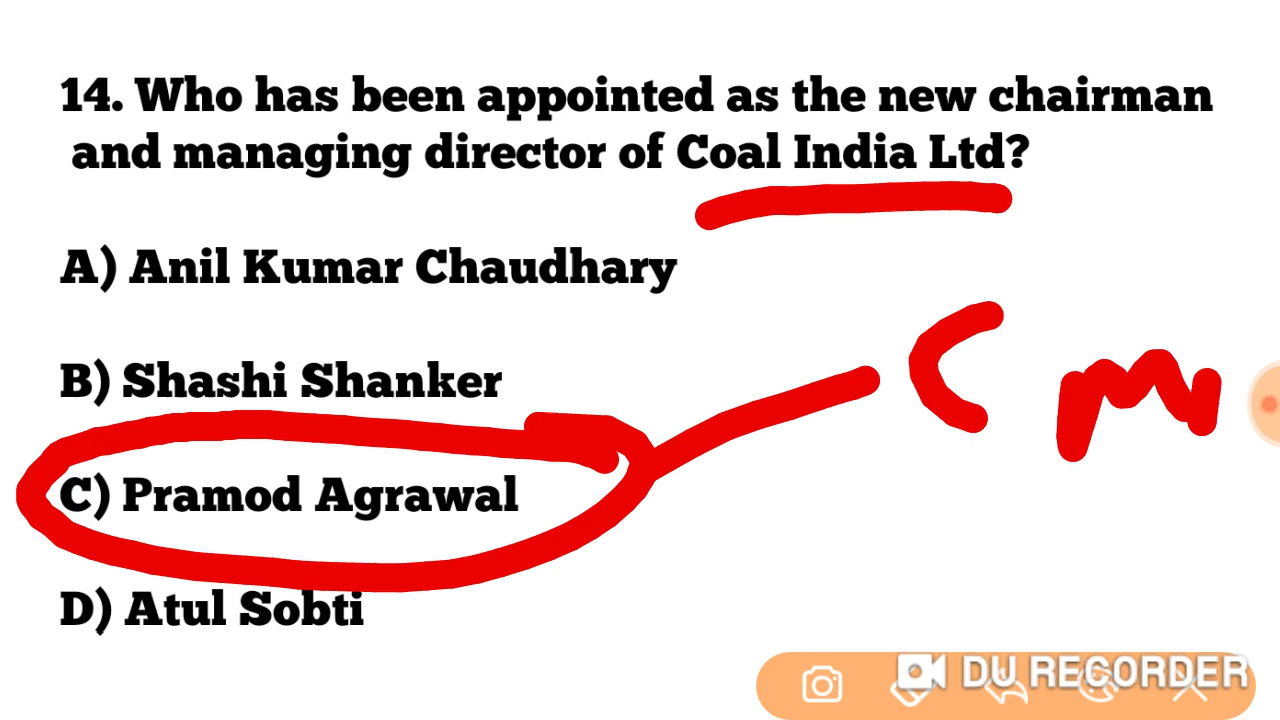 14. Who has been appointed as the new chairman
and managing director of Coal India Ltd?
A) Anil Kumar Chaudhary
B) Shashi Shanker
C) Pramod Agrawal
D) Atul Sobti
C M
DU RECORDER